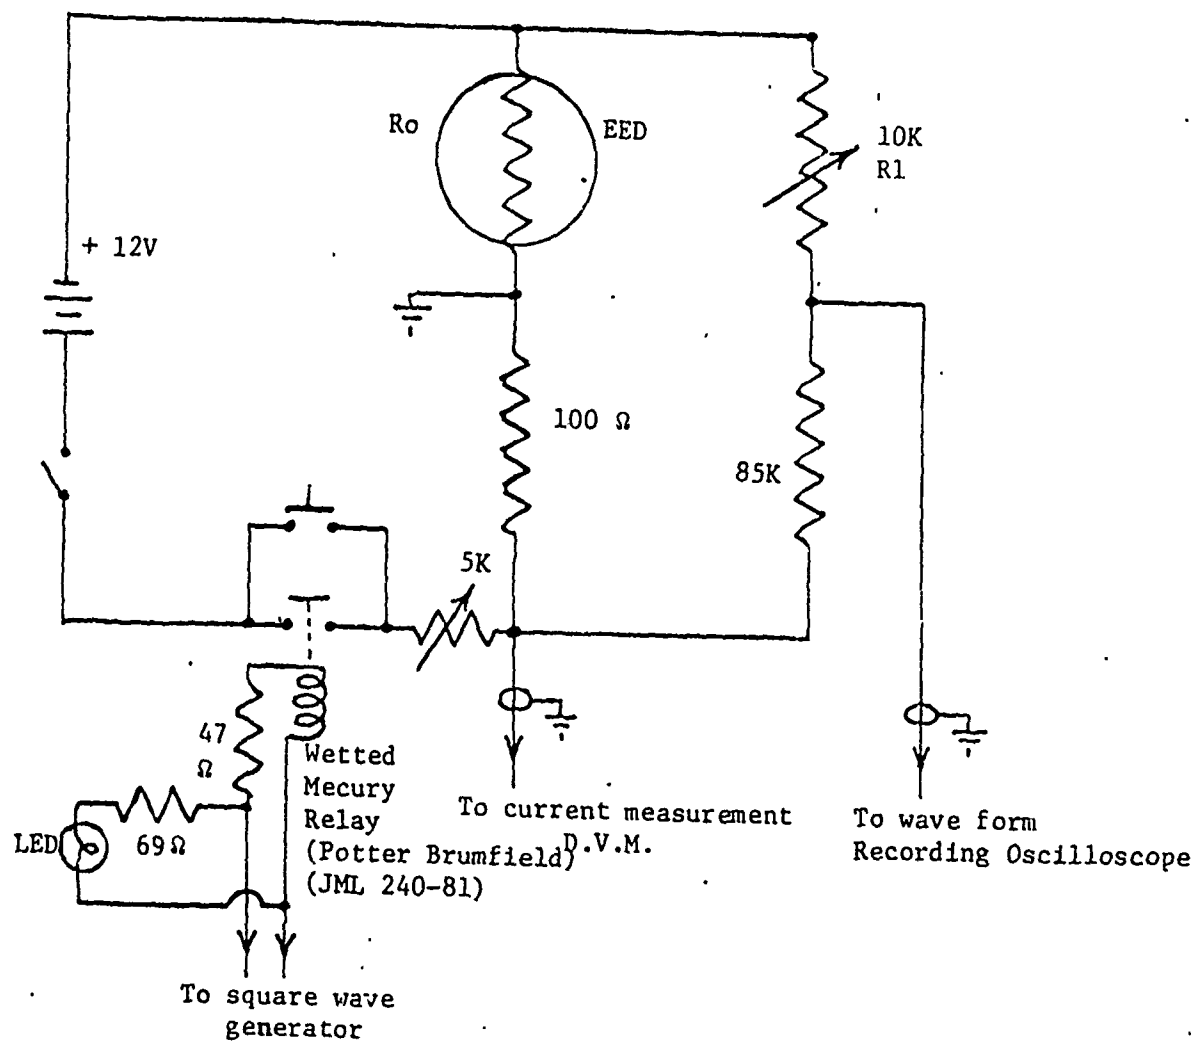 Ro
EED
10K
R1
+ 12V
100 Ω
85K
5K
47
Ω
Wetted
Mecury
Relay
(Potter Brumfield)
(JML 240-81)
LED
69Ω
To current measurement
D.V.M.
To wave form
Recording Oscilloscope
To square wave
generator